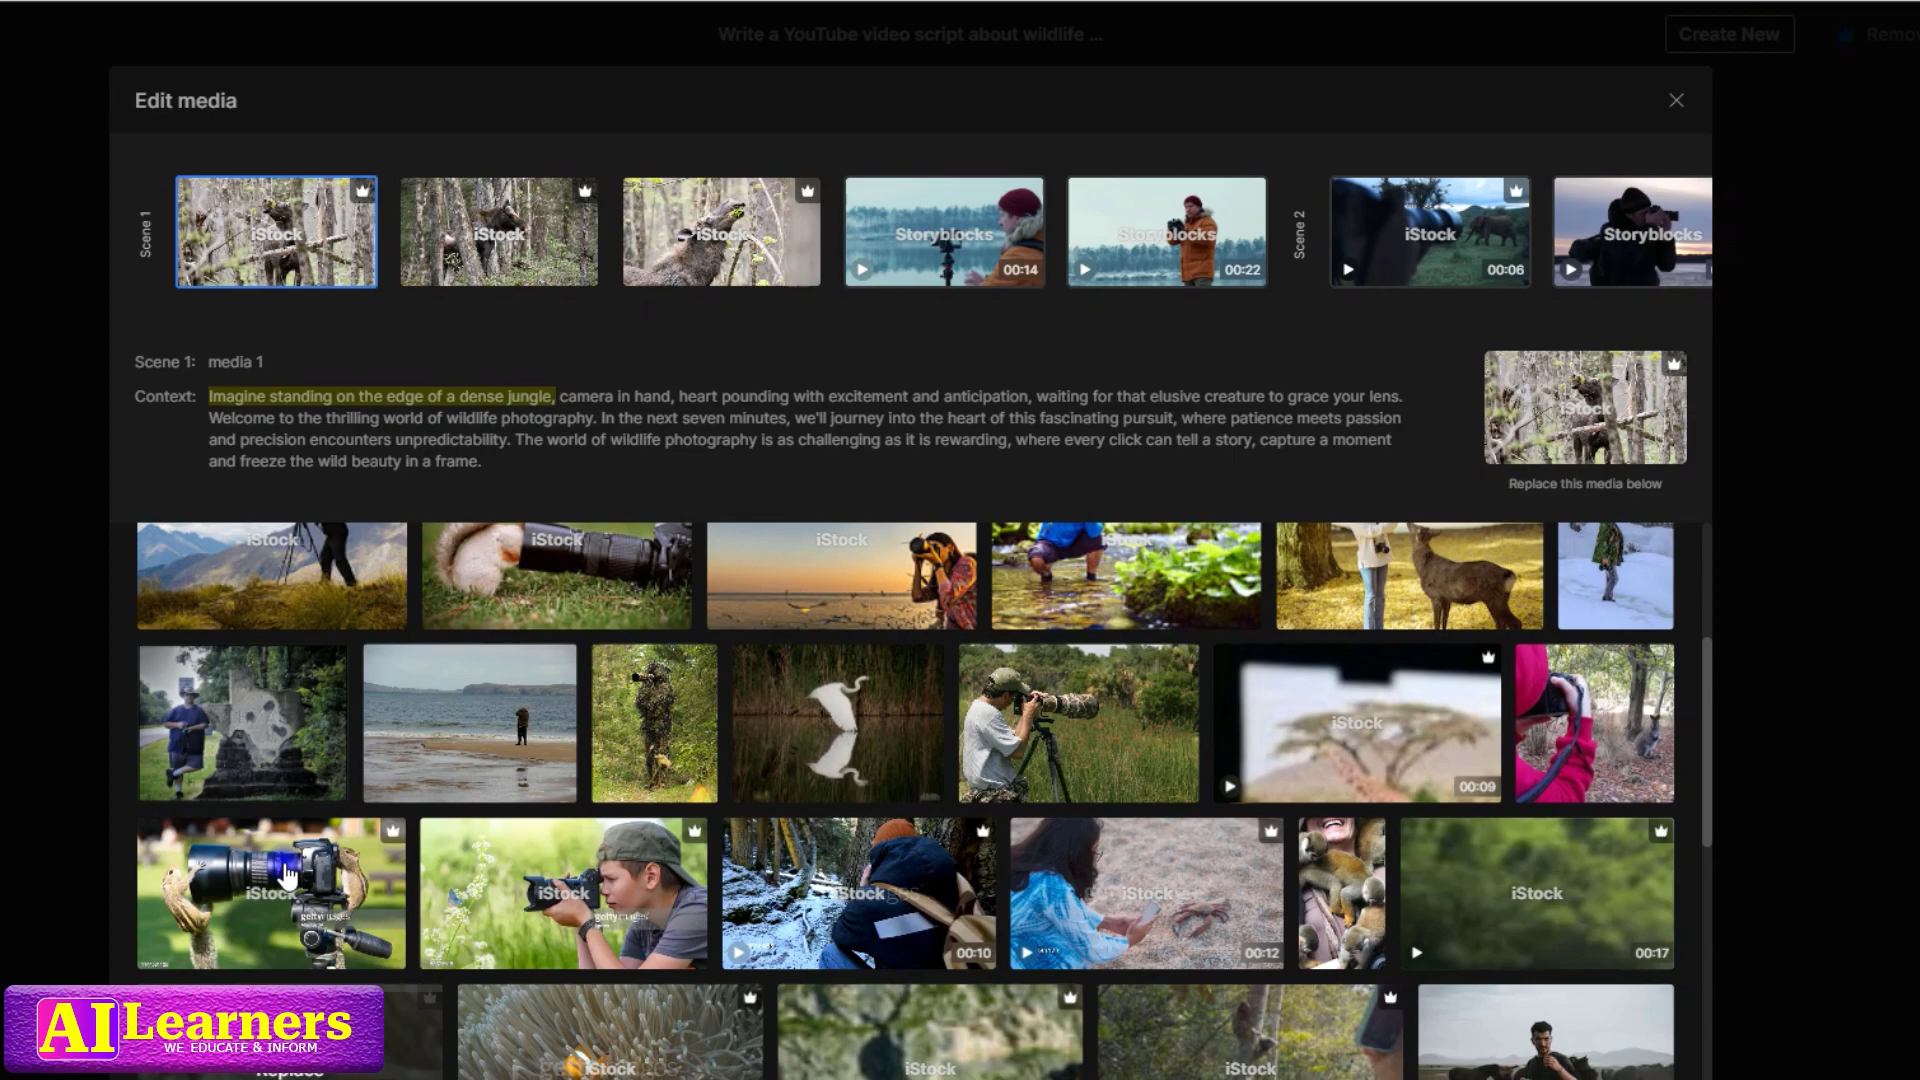 Write a YouTube video script about wildlife ...
Create New
Remov
Edit media
Scene 1
iStock
iStock
iStock
Storyblocks
00:14
Storyblocks
00:22
Scene 2
iStock
00:06
Storyblocks
Scene 1: media 1
Context: Imagine standing on the edge of a dense jungle, camera in hand, heart pounding with excitement and anticipation, waiting for that elusive creature to grace your lens.
Welcome to the thrilling world of wildlife photography. In the next seven minutes, we'll journey into the heart of this fascinating pursuit, where patience meets passion
and precision encounters unpredictability. The world of wildlife photography is as challenging as it is rewarding, where every click can tell a story, capture a moment
and freeze the wild beauty in a frame.
iStock
Replace this media below
iStock
iStock
iStock
iStock
iStock
00:09
iStock
gettyimages
iStock
gettyimages
iStock
00:10
iStock
00:12
iStock
00:17
iStock
iStock
iStock
Replace
AI Learners
WE EDUCATE & INFORM